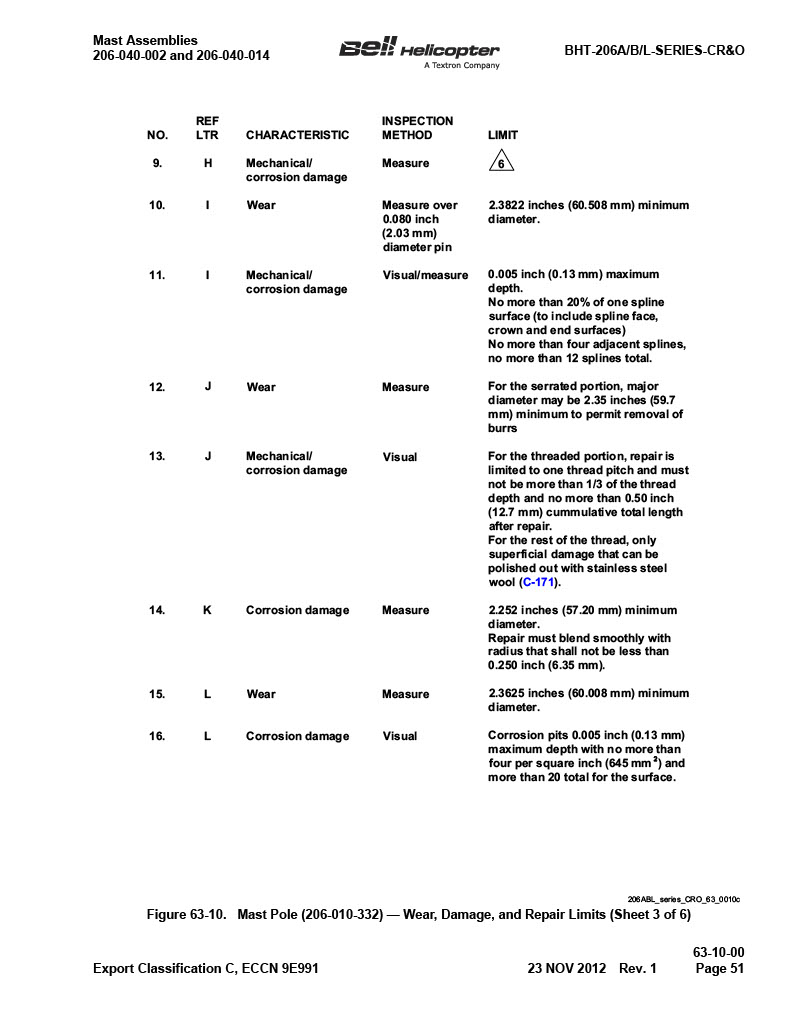 Mast Assemblies
206-040-002 and 206-040-014
Bell Helicopter
A Textron Company
BHT-206A/B/L-SERIES-CR&O
NO. REF LTR CHARACTERISTIC INSPECTION METHOD LIMIT
9. H Mechanical/ Measure 6
corrosion damage
10. I Wear Measure over 2.3822 inches (60.508 mm) minimum
0.080 inch diameter.
(2.03 mm)
diameter pin
11. I Mechanical/ Visual/measure 0.005 inch (0.13 mm) maximum
corrosion damage depth.
No more than 20% of one spline
surface (to include spline face,
crown and end surfaces)
No more than four adjacent splines,
no more than 12 splines total.
12. J Wear Measure For the serrated portion, major
diameter may be 2.35 inches (59.7
mm) minimum to permit removal of
burrs
13. J Mechanical/ Visual For the threaded portion, repair is
corrosion damage limited to one thread pitch and must
not be more than 1/3 of the thread
depth and no more than 0.50 inch
(12.7 mm) cummulative total length
after repair.
For the rest of the thread, only
superficial damage that can be
polished out with stainless steel
wool (C-171).
14. K Corrosion damage Measure 2.252 inches (57.20 mm) minimum
diameter.
Repair must blend smoothly with
radius that shall not be less than
0.250 inch (6.35 mm).
15. L Wear Measure 2.3625 inches (60.008 mm) minimum
diameter.
16. L Corrosion damage Visual Corrosion pits 0.005 inch (0.13 mm)
maximum depth with no more than
four per square inch (645 mm²) and
more than 20 total for the surface.
206ABL_series_CRO_63_0010c
Figure 63-10. Mast Pole (206-010-332) — Wear, Damage, and Repair Limits (Sheet 3 of 6)
63-10-00
Export Classification C, ECCN 9E991 23 NOV 2012 Rev. 1 Page 51